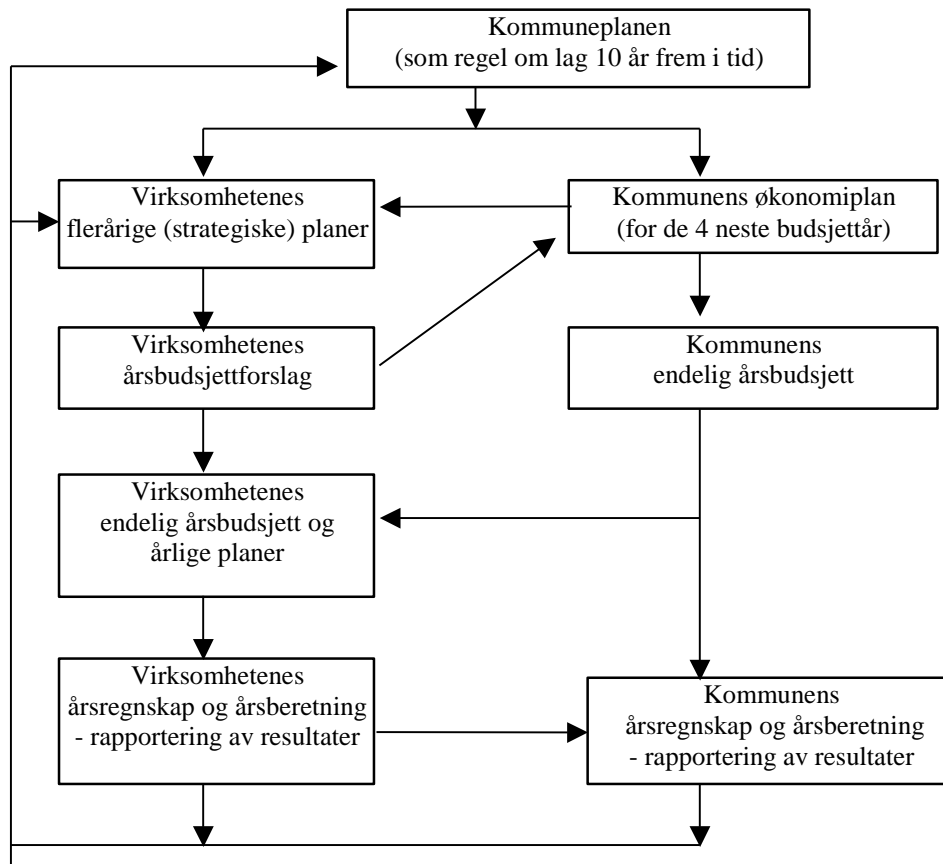 Kommuneplanen
(som regel om lag 10 år frem i tid)
Virksomhetenes
flerårige (strategiske) planer
Kommunens økonomiplan
(for de 4 neste budsjettår)
Virksomhetenes
årsbudsjettforslag
Kommunens
endelig årsbudsjett
Virksomhetenes
endelig årsbudsjett og
årlige planer
Virksomhetenes
årsregnskap og årsberetning
- rapportering av resultater
Kommunens
årsregnskap og årsberetning
- rapportering av resultater